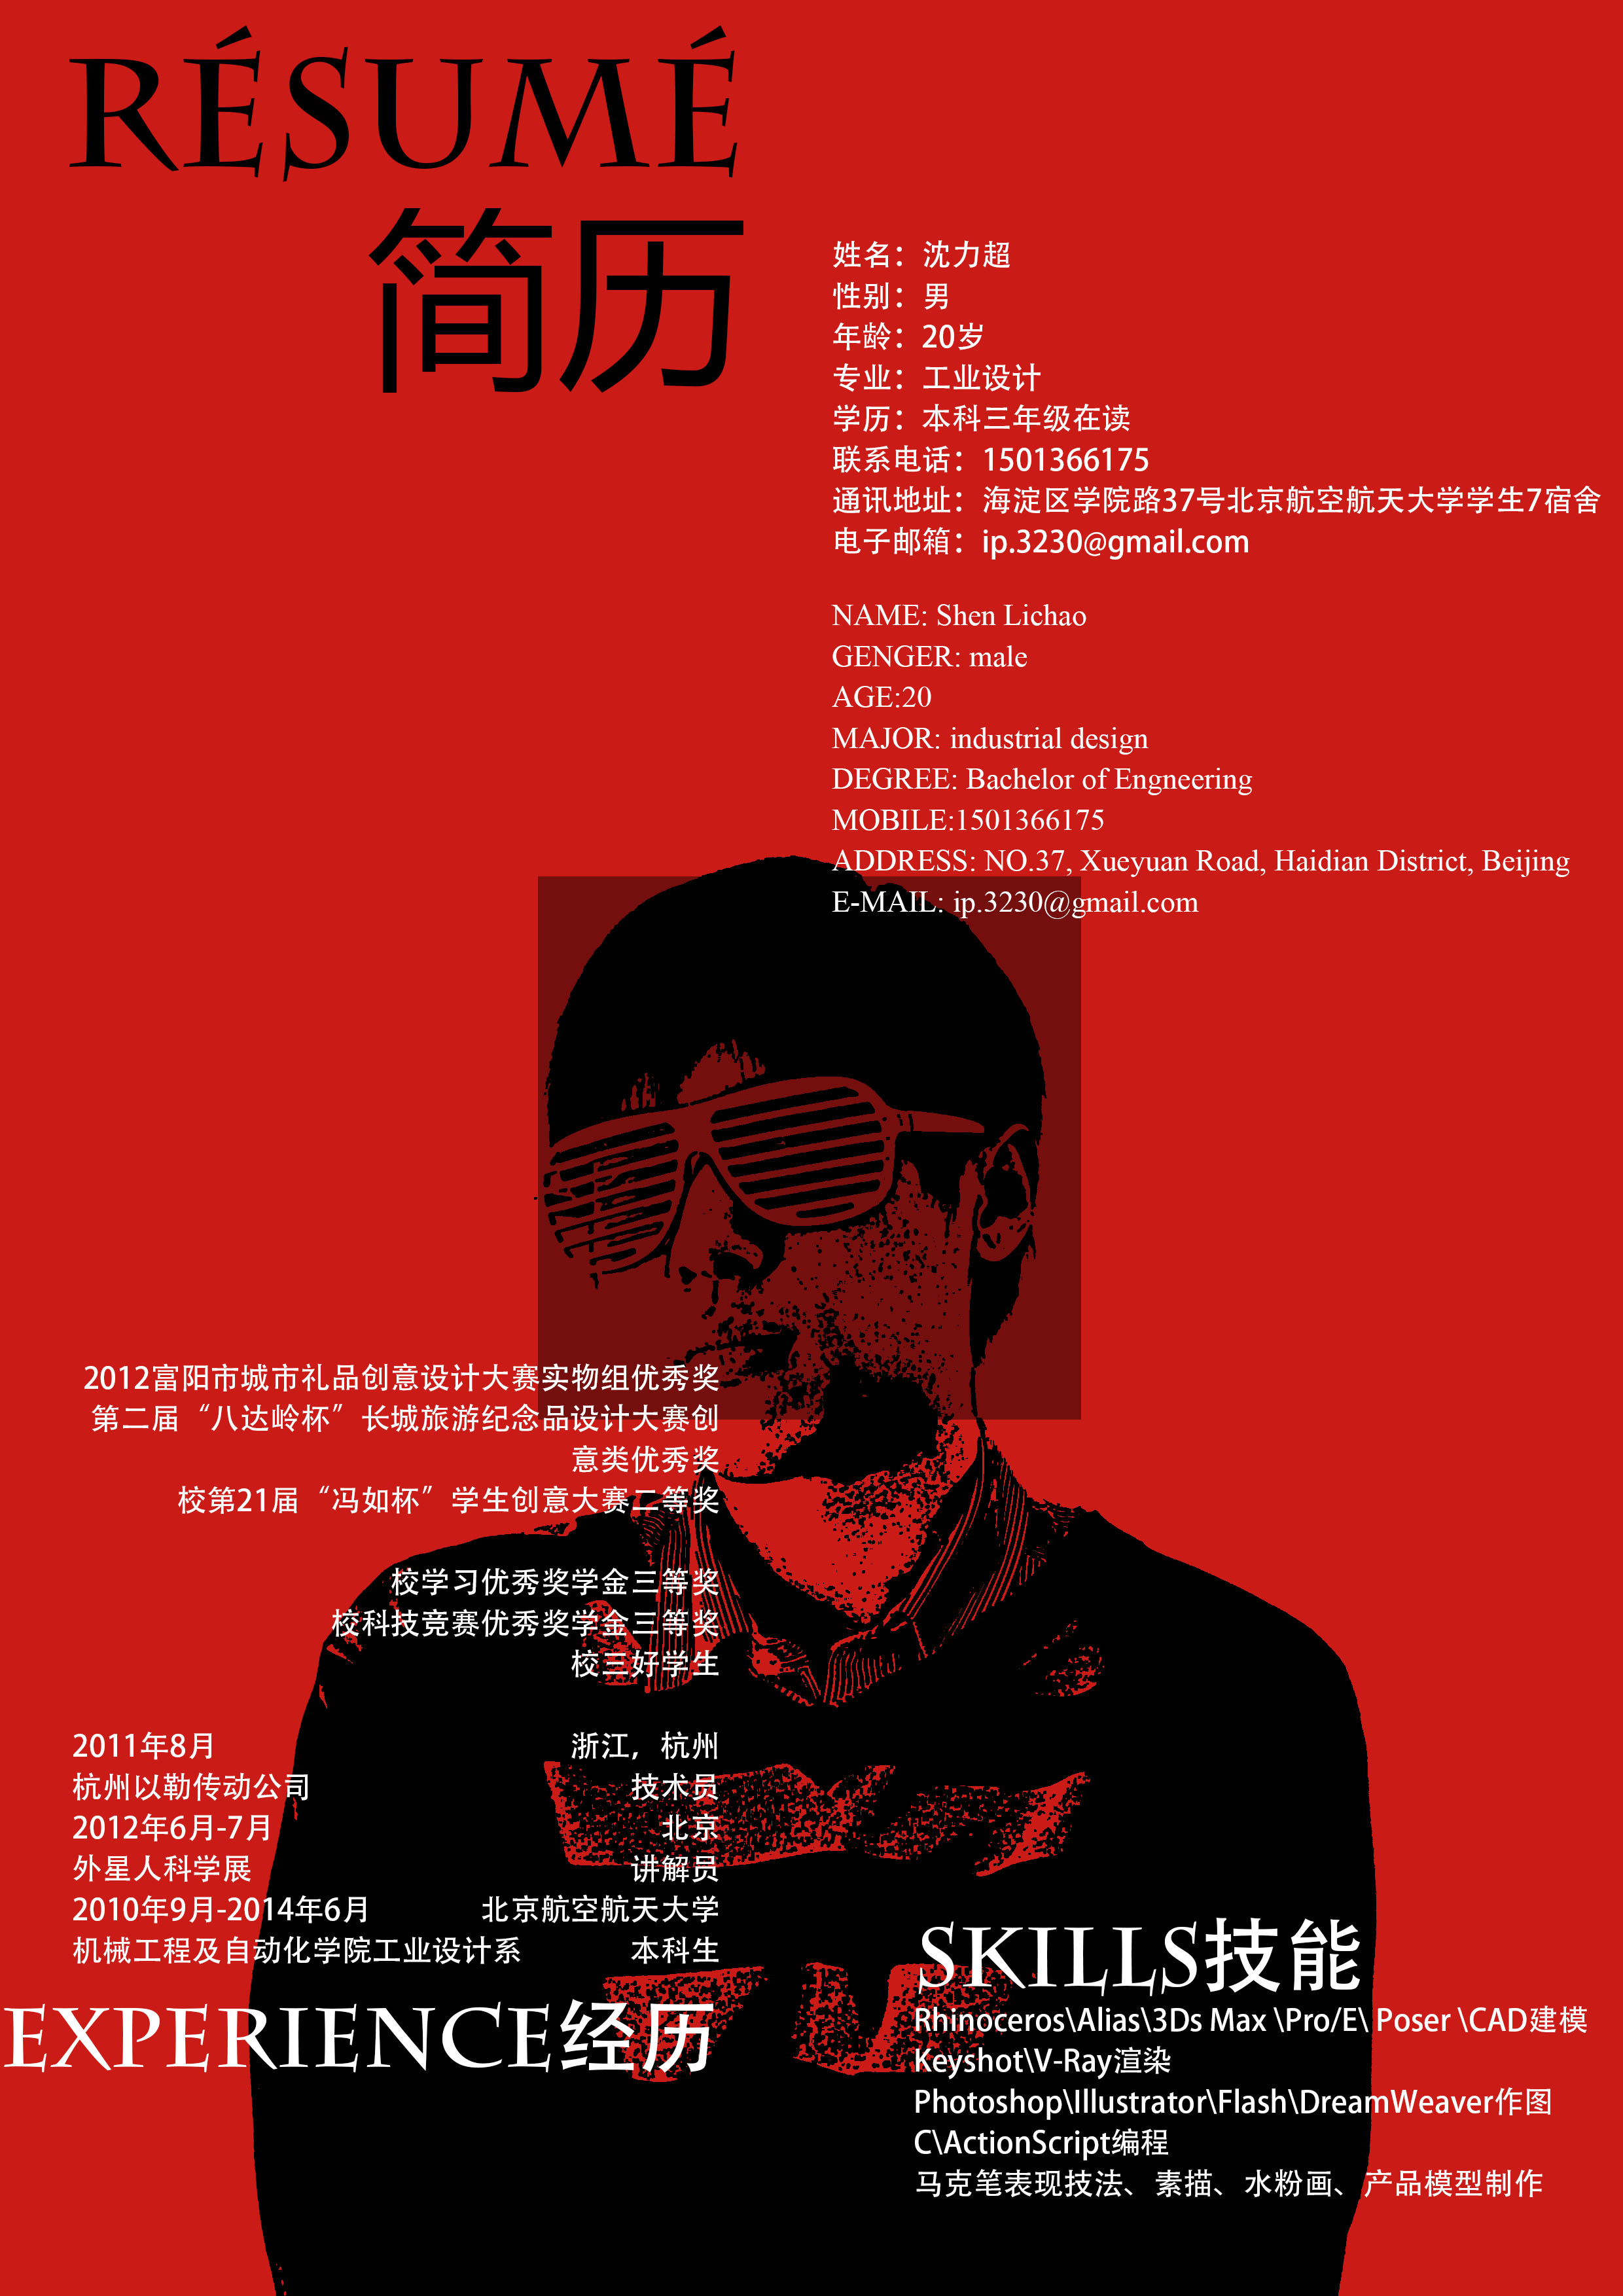 RÉSUMÉ
简历
姓名：沈力超
性别：男
年龄：20岁
专业：工业设计
学历：本科三年级在读
联系电话：1501366175
通讯地址：海淀区学院路37号北京航空航天大学学生7宿舍
电子邮箱：ip.3230@gmail.com
NAME: Shen Lichao
GENGER: male
AGE:20
MAJOR: industrial design
DEGREE: Bachelor of Engneering
MOBILE:1501366175
ADDRESS: NO.37, Xueyuan Road, Haidian District, Beijing
E-MAIL: ip.3230@gmail.com
2012富阳市城市礼品创意设计大赛实物组优秀奖
第二届“八达岭杯”长城旅游纪念品设计大赛创
意类优秀奖
校第21届“冯如杯”学生创意大赛二等奖
校学习优秀奖学金三等奖
校科技竞赛优秀奖学金三等奖
校三好学生
2011年8月 浙江，杭州
杭州以勒传动公司 技术员
2012年6月-7月 北京
外星人科学展 讲解员
2010年9月-2014年6月 北京航空航天大学
机械工程及自动化学院工业设计系 本科生
EXPERIENCE经历
SKILLS技能
Rhinoceros\Alias\3Ds Max \Pro/E\ Poser \CAD建模
Keyshot\V-Ray渲染
Photoshop\Illustrator\Flash\DreamWeaver作图
C\ActionScript编程
马克笔表现技法、素描、水粉画、产品模型制作